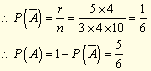 ∴ P(A̅) = r/n = (5×4)/(3×4×10) = 1/6
∴ P(A) = 1 − P(A̅) = 5/6